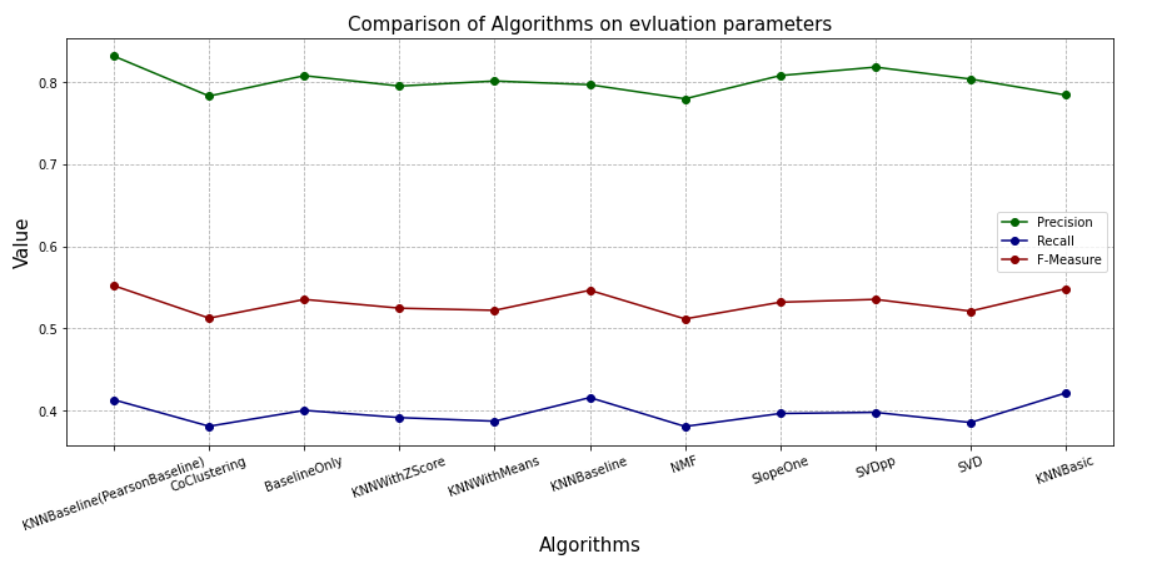 Comparison of Algorithms on evluation parameters
Value
0.8
0.7
0.6
0.5
0.4
Precision
Recall
F-Measure
KNNBaseline(PearsonBaseline)
CoClustering
BaselineOnly
KNNWithZScore
KNNWithMeans
KNNBaseline
NMF
SlopeOne
SVDpp
SVD
KNNBasic
Algorithms